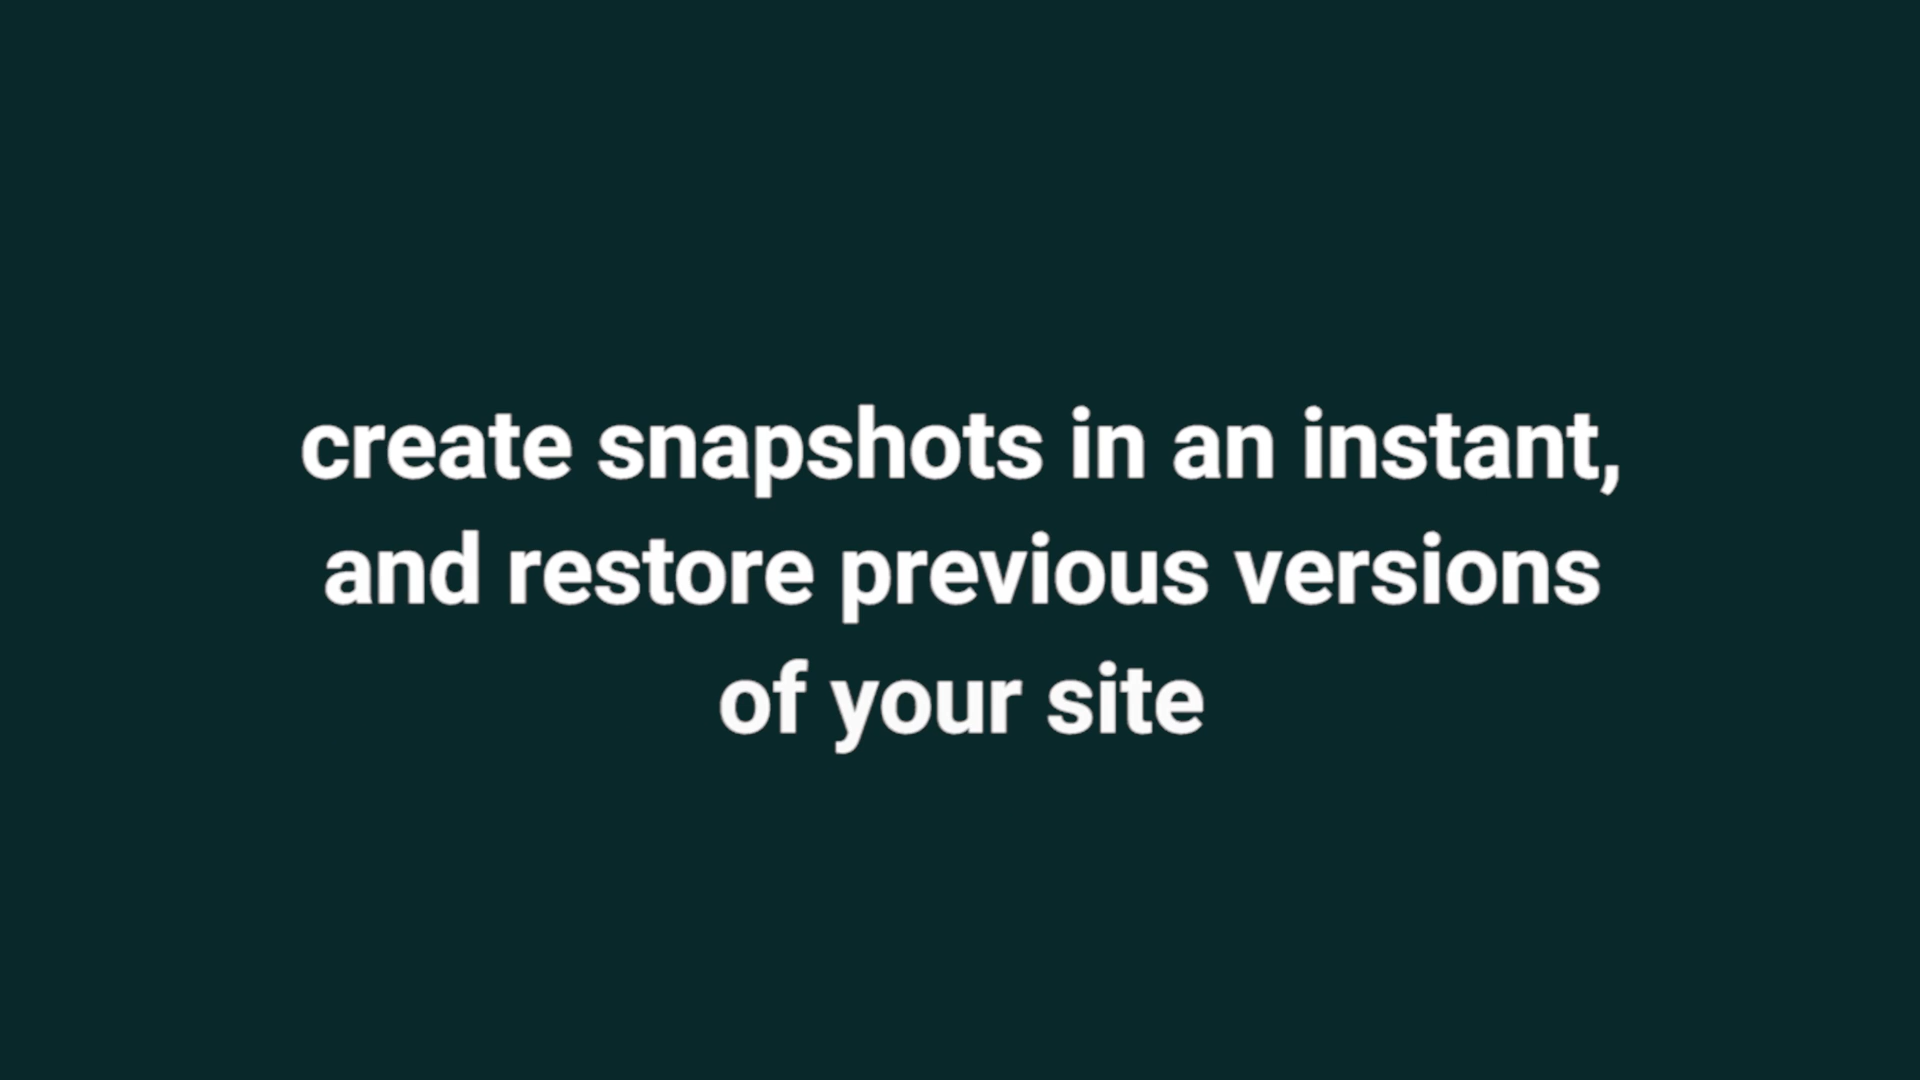 create snapshots in an instant,
and restore previous versions
of your site